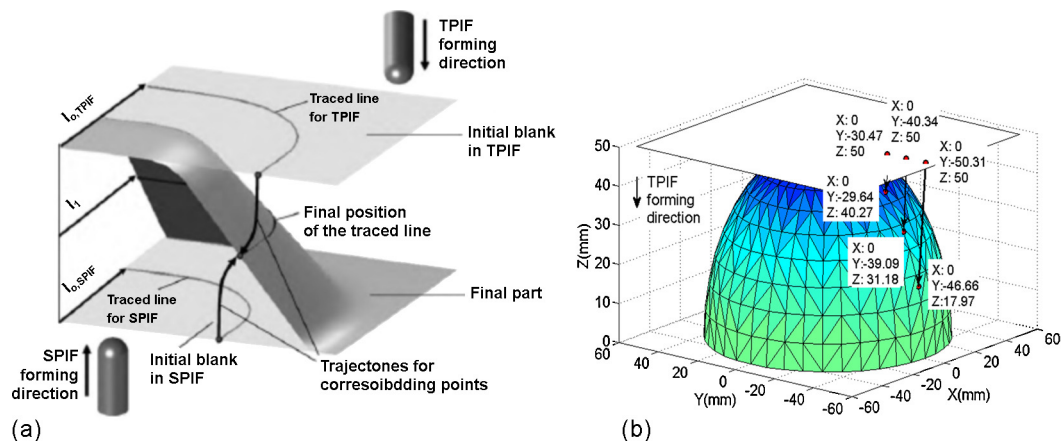 TPIF
forming
direction
Traced line
for TPIF
Initial blank
in TPIF
Io,TPIF
I1
Final position
of the traced line
Io,SPIF
Traced line
for SPIF
Final part
SPIF
forming
direction
Initial blank
in SPIF
Trajectones for
corresoibdding points
(a)
X: 0
Y:-40.34
Z: 50
X: 0
Y:-30.47
Z: 50
X: 0
Y:-50.31
Z: 50
TPIF
forming
direction
X: 0
Y:-29.64
Z: 40.27
X: 0
Y:-39.09
Z: 31.18
X: 0
Y:-46.66
Z:17.97
Z(mm)
50
40
30
20
10
0
60
40
20
0
-20
-40
-60
Y(mm)
-60
-40
-20
0
20
40
60
X(mm)
(b)